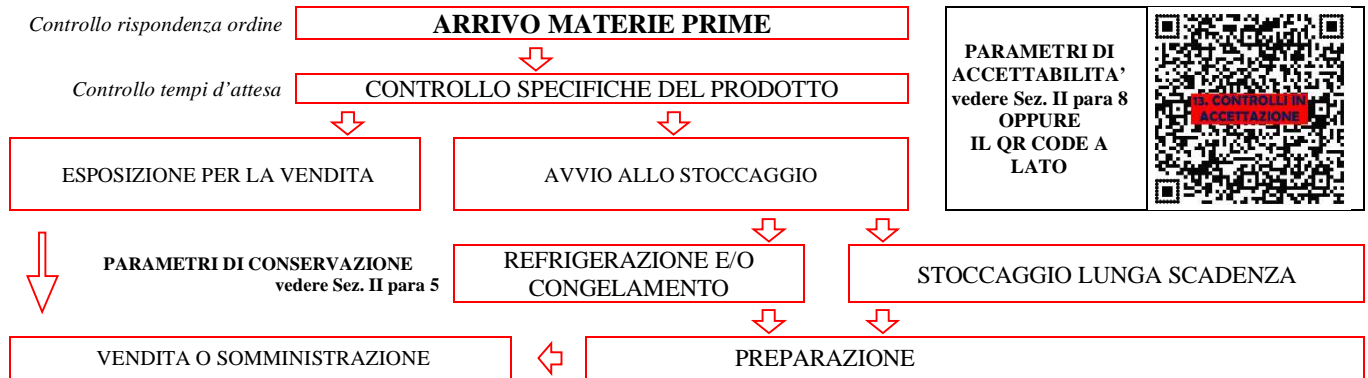 Controllo rispondenza ordine
ARRIVO MATERIE PRIME
Controllo tempi d'attesa
CONTROLLO SPECIFICHE DEL PRODOTTO
PARAMETRI DI
ACCETTABILITA'
vedere Sez. II para 8
OPPURE
IL QR CODE A
LATO
13. CONTROLLI IN
ACCETTAZIONE
ESPOSIZIONE PER LA VENDITA
AVVIO ALLO STOCCAGGIO
PARAMETRI DI CONSERVAZIONE
vedere Sez. II para 5
REFRIGERAZIONE E/O
CONGELAMENTO
STOCCAGGIO LUNGA SCADENZA
VENDITA O SOMMINISTRAZIONE
PREPARAZIONE